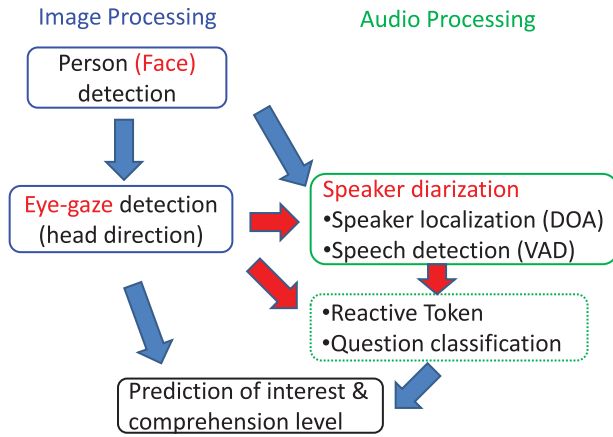 Image Processing
Audio Processing
Person (Face)
detection
Eye-gaze detection
(head direction)
Speaker diarization
•Speaker localization (DOA)
•Speech detection (VAD)
•Reactive Token
•Question classification
Prediction of interest &
comprehension level